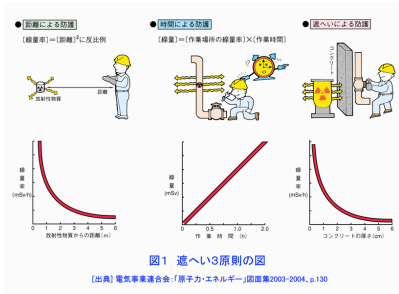 ●距離による防護
[線量率]=[距離]²に反比例
放射性物質
距離
●時間による防護
[線量]=(作業場所の線量率)×(作業時間)
●遮へいによる防護
コンクリート
線量率
(mSv/h)
0 1 2 3 4 5 6
放射性物質からの距離(m)
線量
(mSv)
0 1.0 2.0
作業時間(h)
線量率
(mSv/h)
0 1 2 3 4 5 6
コンクリートの厚さ(cm)
図1 遮へい3原則の図
[出典] 電気事業連合会:「原子力・エネルギー」図面集2003-2004、p.130